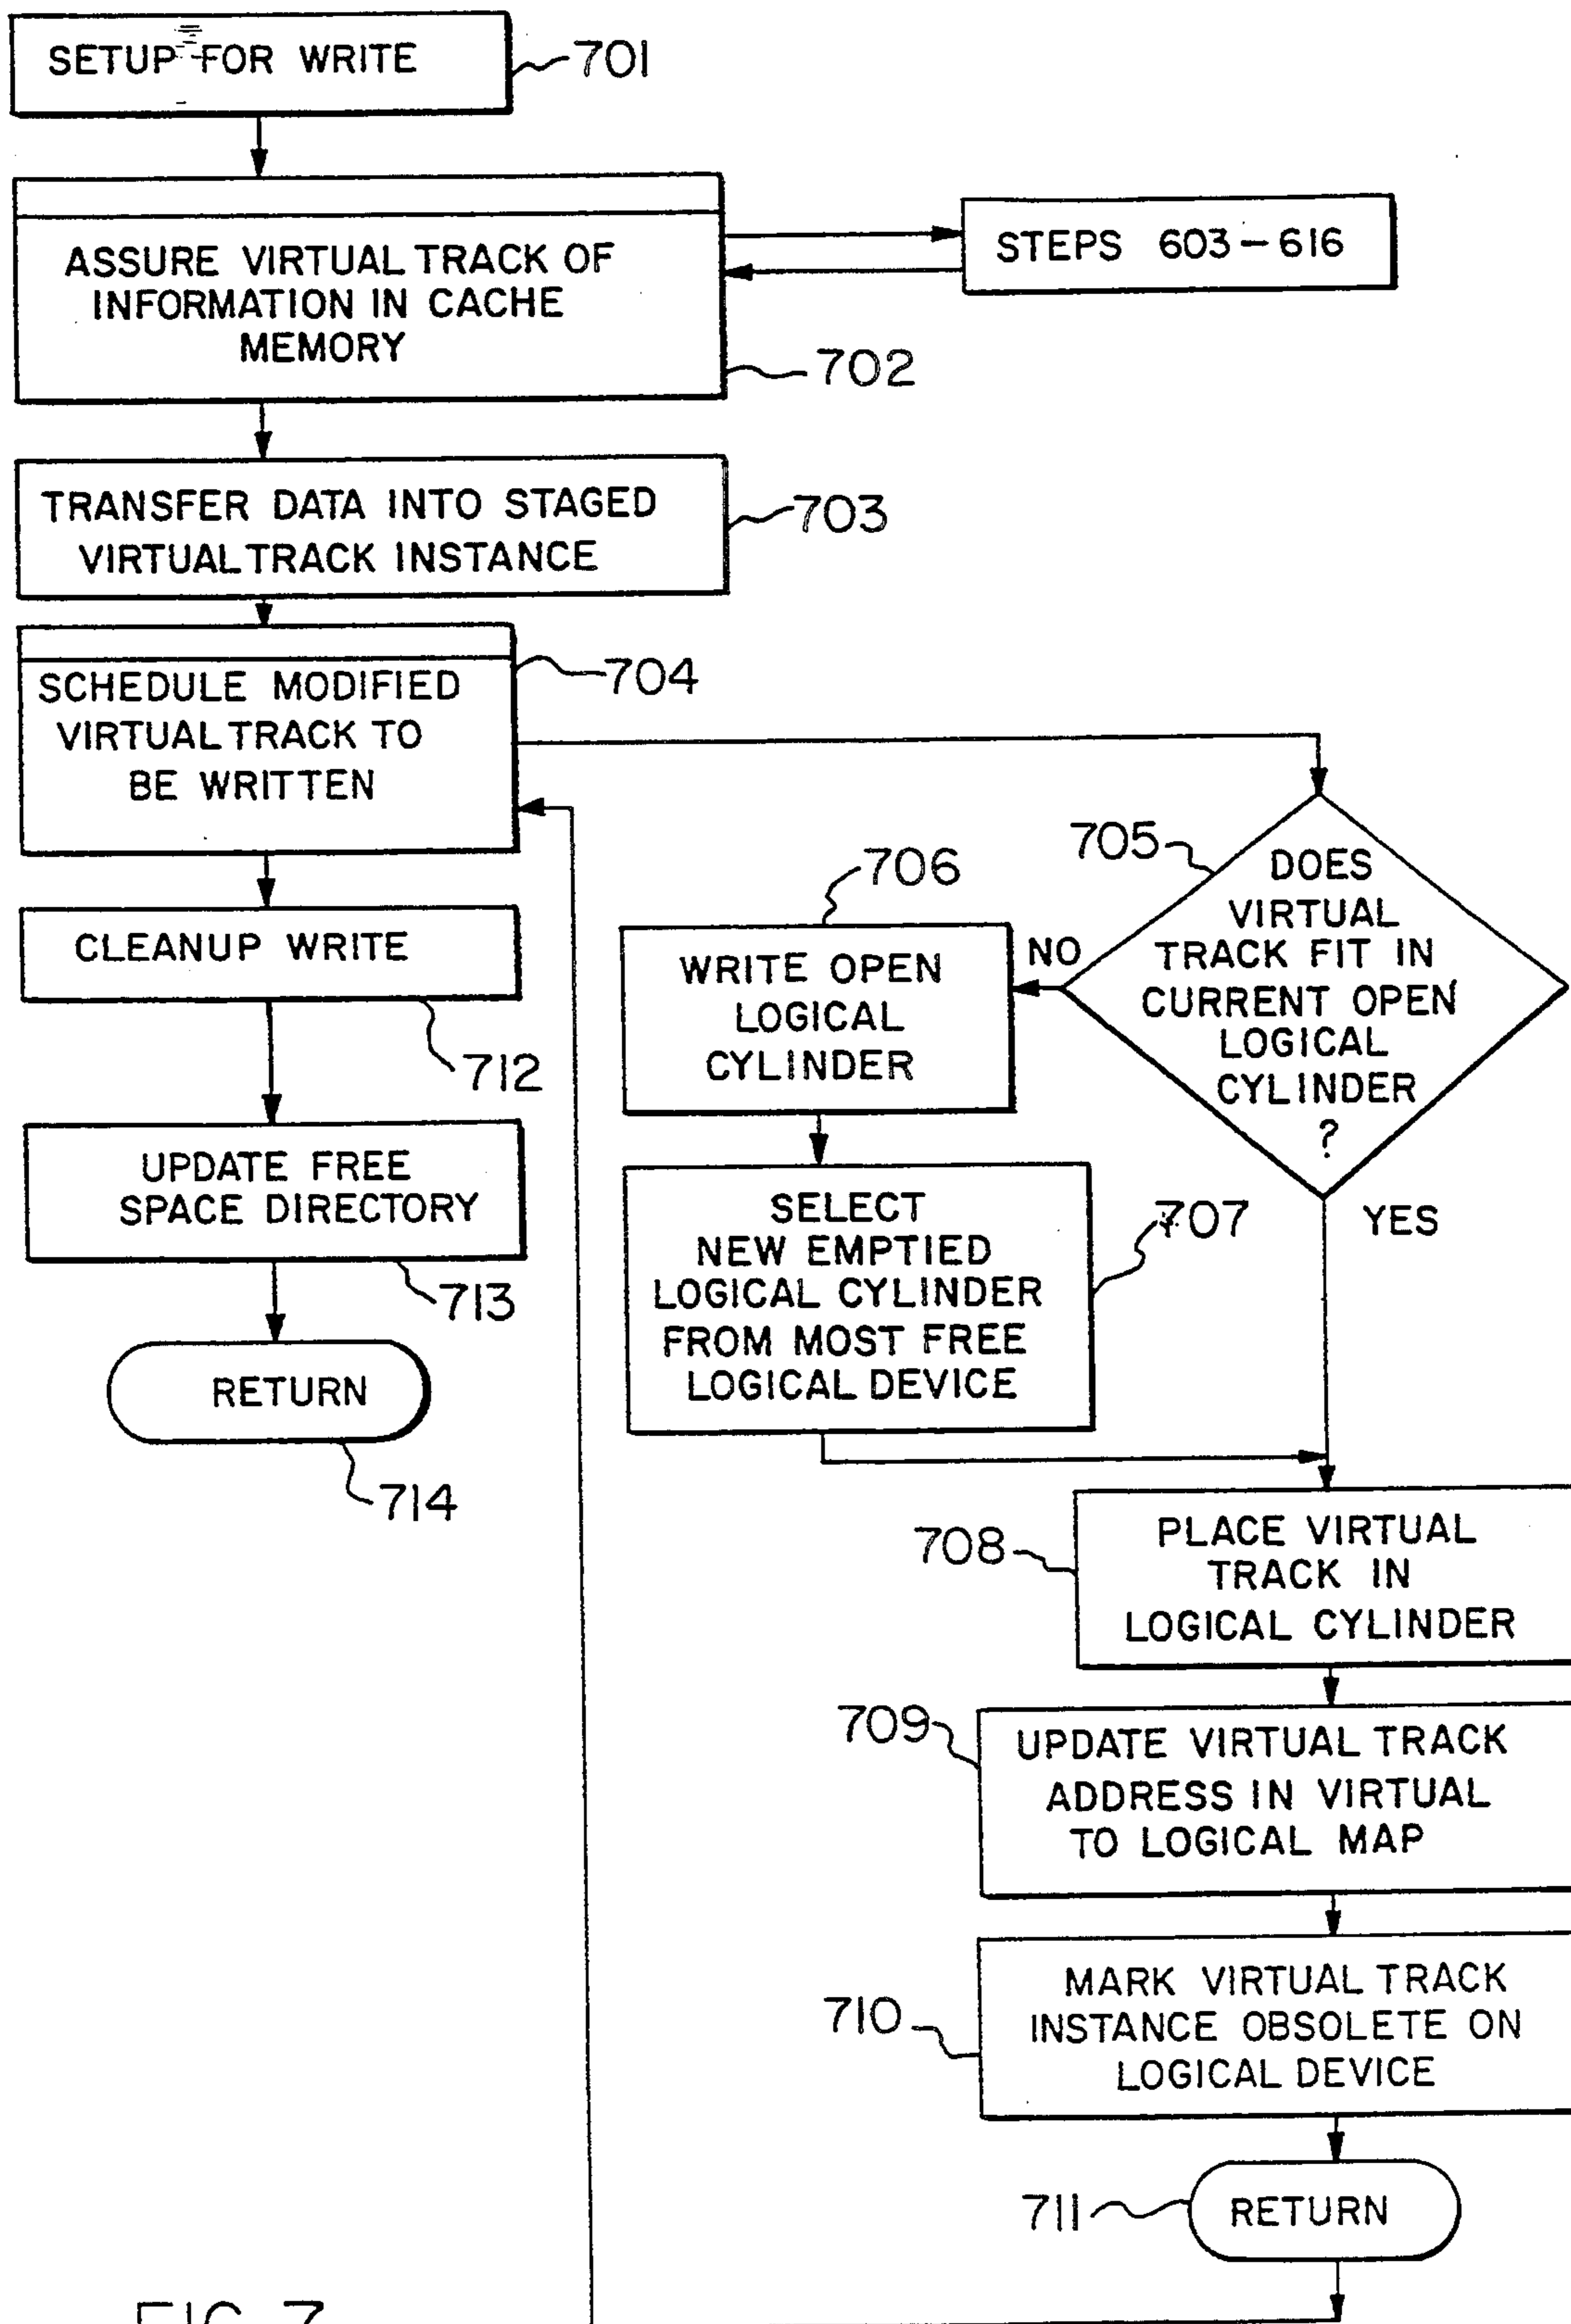 SETUP FOR WRITE
701
ASSURE VIRTUAL TRACK OF
INFORMATION IN CACHE
MEMORY
702
STEPS 603-616
TRANSFER DATA INTO STAGED
VIRTUAL TRACK INSTANCE
703
SCHEDULE MODIFIED
VIRTUAL TRACK TO
BE WRITTEN
704
CLEANUP WRITE
712
UPDATE FREE
SPACE DIRECTORY
713
RETURN
714
705
DOES
VIRTUAL
TRACK FIT IN
CURRENT OPEN
LOGICAL
CYLINDER
?
NO
YES
706
WRITE OPEN
LOGICAL
CYLINDER
SELECT
NEW EMPTIED
LOGICAL CYLINDER
FROM MOST FREE
LOGICAL DEVICE
707
708
PLACE VIRTUAL
TRACK IN
LOGICAL CYLINDER
709
UPDATE VIRTUAL TRACK
ADDRESS IN VIRTUAL
TO LOGICAL MAP
710
MARK VIRTUAL TRACK
INSTANCE OBSOLETE ON
LOGICAL DEVICE
711
RETURN
FIG. 7